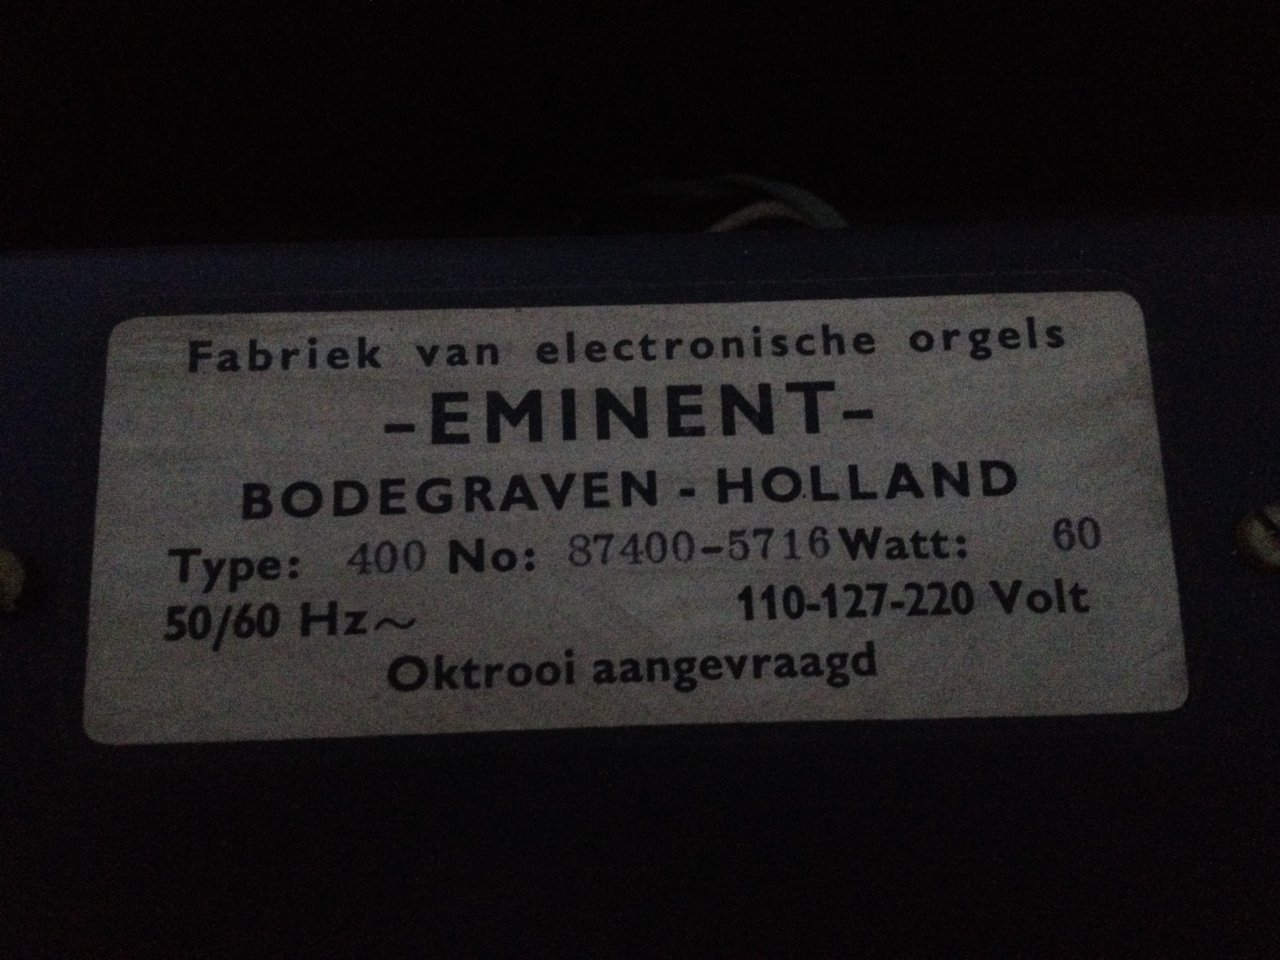 Fabriek van electronische orgels
-EMINENT-
BODEGRAVEN - HOLLAND
Type: 400 No: 87400-5716 Watt: 60
50/60 Hz~ 110-127-220 Volt
Oktrooi aangevraagd